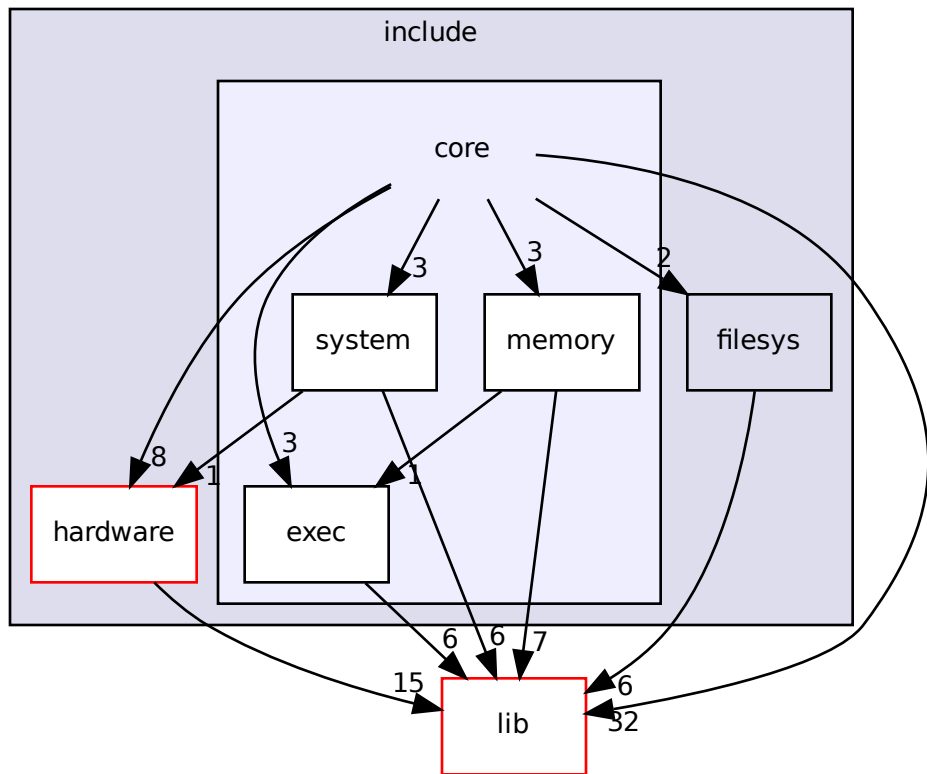 include
core
2
3
3
system
memory
filesys
3
8
1
1
hardware
exec
6
6
7
15
6
32
lib